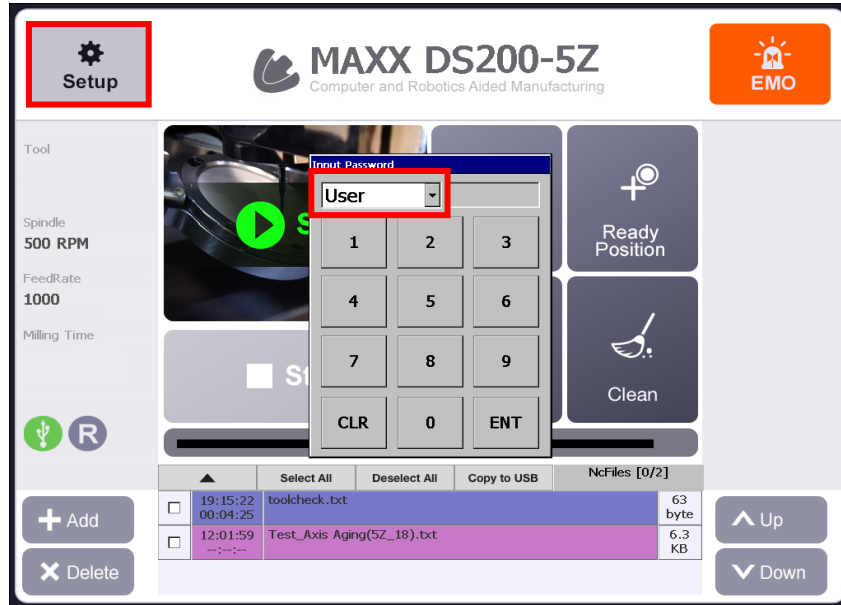 Setup
MAXX DS200-5Z
Computer and Robotics Aided Manufacturing
EMO
Tool
Spindle
500 RPM
FeedRate
1000
Milling Time
R
Input Password
User
1 2 3
4 5 6
7 8 9
CLR 0 ENT
S
St
Ready
Position
Clean
Select All Deselect All Copy to USB NcFiles [0/2]
19:15:22 toolcheck.txt 63
00:04:25 byte
12:01:59 Test_Axis Aging(5Z_18).txt 6.3
--:--:-- KB
Add
Delete
Up
Down